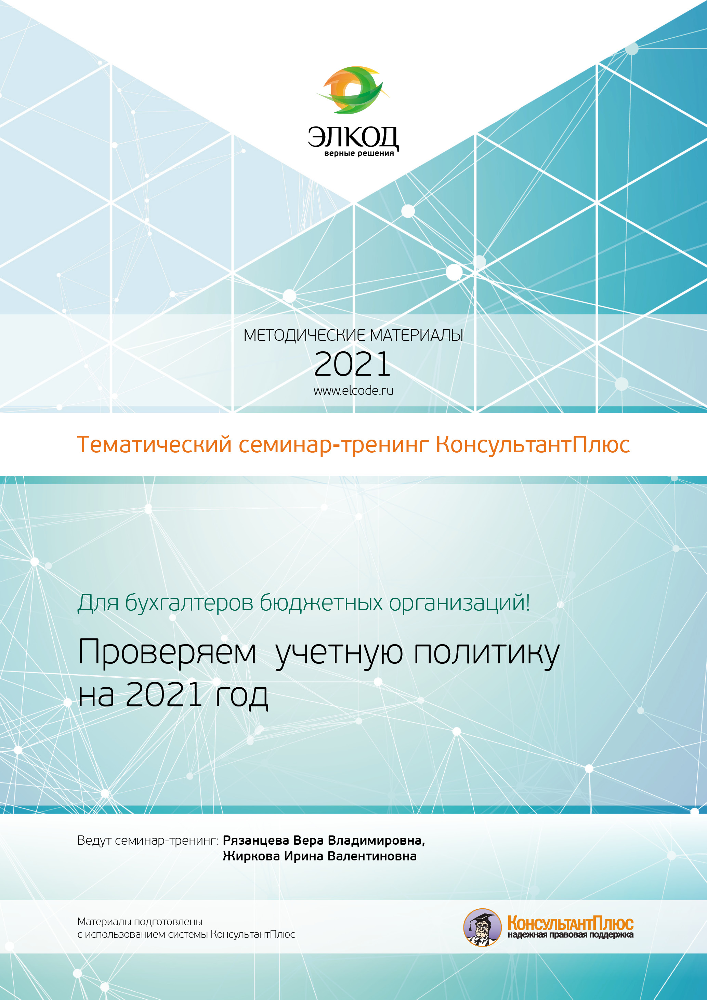 ЭЛКОД
верные решения
МЕТОДИЧЕСКИЕ МАТЕРИАЛЫ
2021
www.elcode.ru
Тематический семинар-тренинг КонсультантПлюс
Для бухгалтеров бюджетных организаций!
Проверяем учетную политику
на 2021 год
Ведут семинар-тренинг: Рязанцева Вера Владимировна,
Жиркова Ирина Валентиновна
Материалы подготовлены
с использованием системы КонсультантПлюс
КонсультантПлюс
надежная правовая поддержка